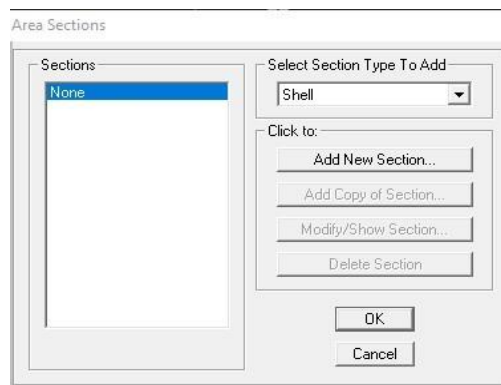 Area Sections
Sections
None
Select Section Type To Add
Shell
Click to:
Add New Section...
Add Copy of Section...
Modify/Show Section...
Delete Section
OK
Cancel